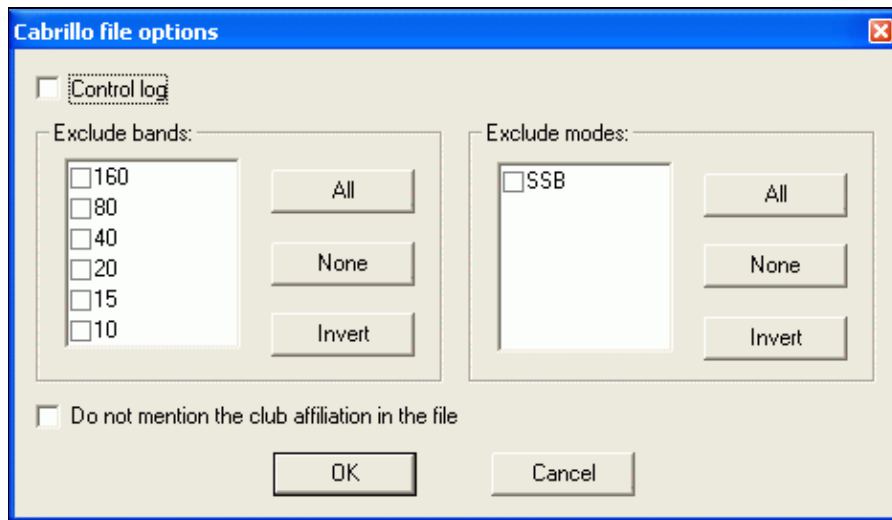 Cabrillo file options
Control log
Exclude bands:
160
80
40
20
15
10
All
None
Invert
Exclude modes:
SSB
All
None
Invert
Do not mention the club affiliation in the file
OK
Cancel